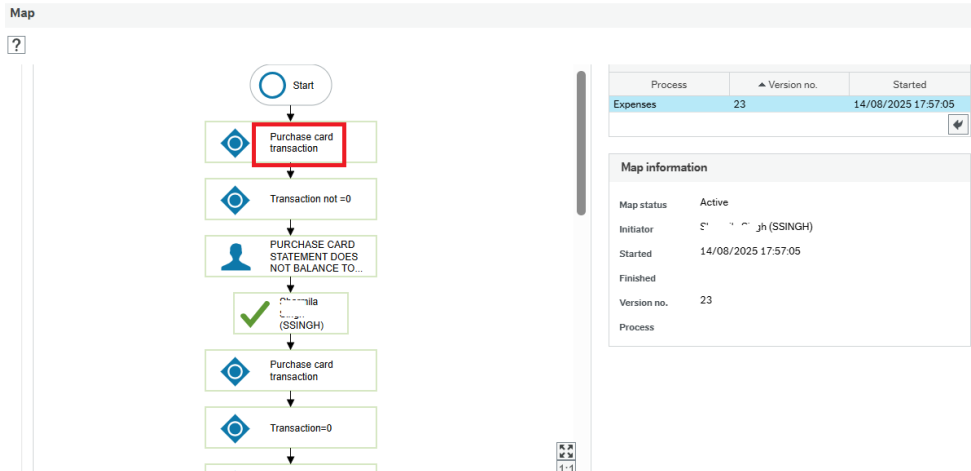 Map
?
Start
Purchase card
transaction
Transaction not =0
PURCHASE CARD
STATEMENT DOES
NOT BALANCE TO...
(SSINGH)
Purchase card
transaction
Transaction=0
1:1
Process Version no. Started
Expenses 23 14/08/2025 17:57:05
Map information
Map status Active
Initiator (SSINGH)
Started 14/08/2025 17:57:05
Finished
Version no. 23
Process